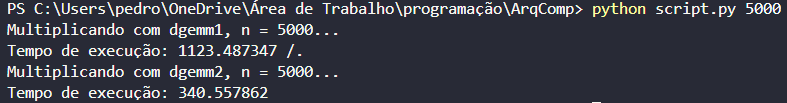 PS C:\Users\pedro\OneDrive\Área de Trabalho\programação\ArqComp> python script.py 5000
Multiplicando com dgemm1, n = 5000...
Tempo de execução: 1123.487347 /.
Multiplicando com dgemm2, n = 5000...
Tempo de execução: 340.557862